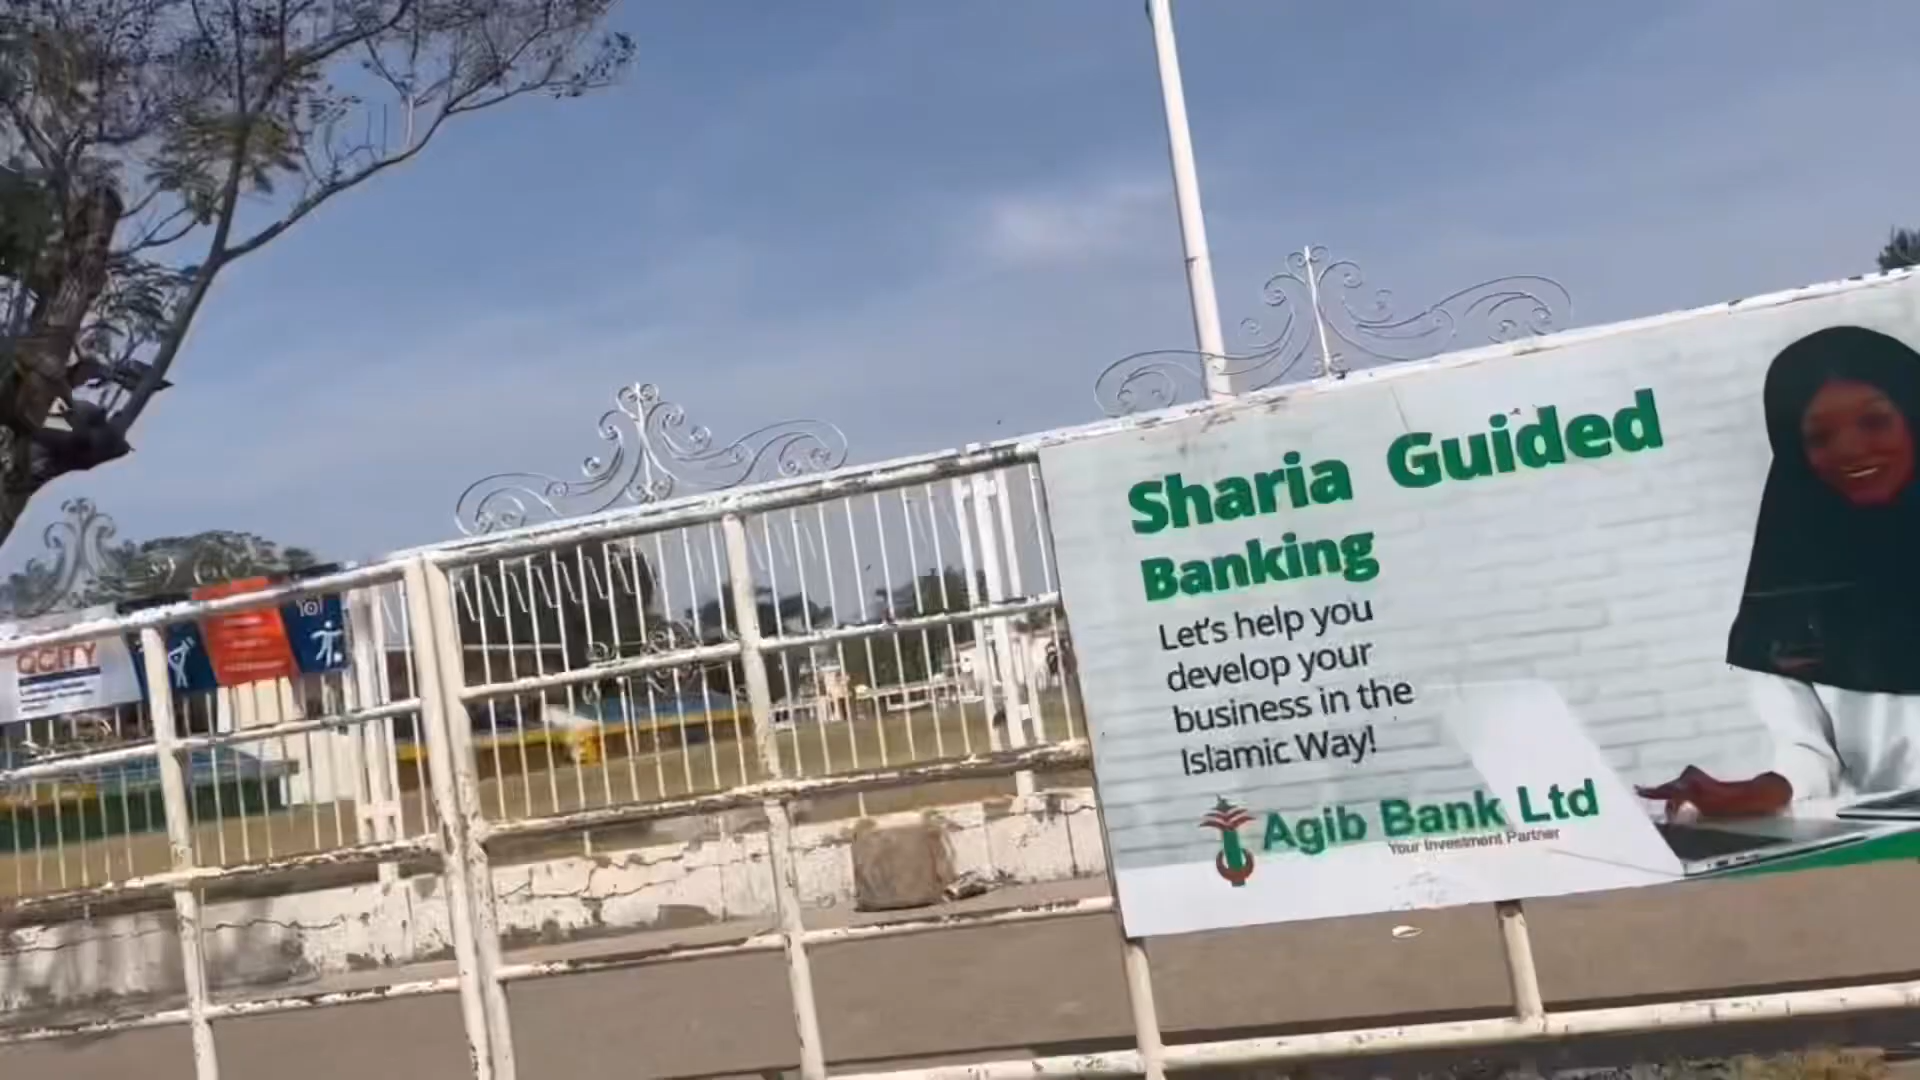 QCITY
Sharia Guided
Banking
Let's help you
develop your
business in the
Islamic Way!
Agib Bank Ltd
Your Investment Partner